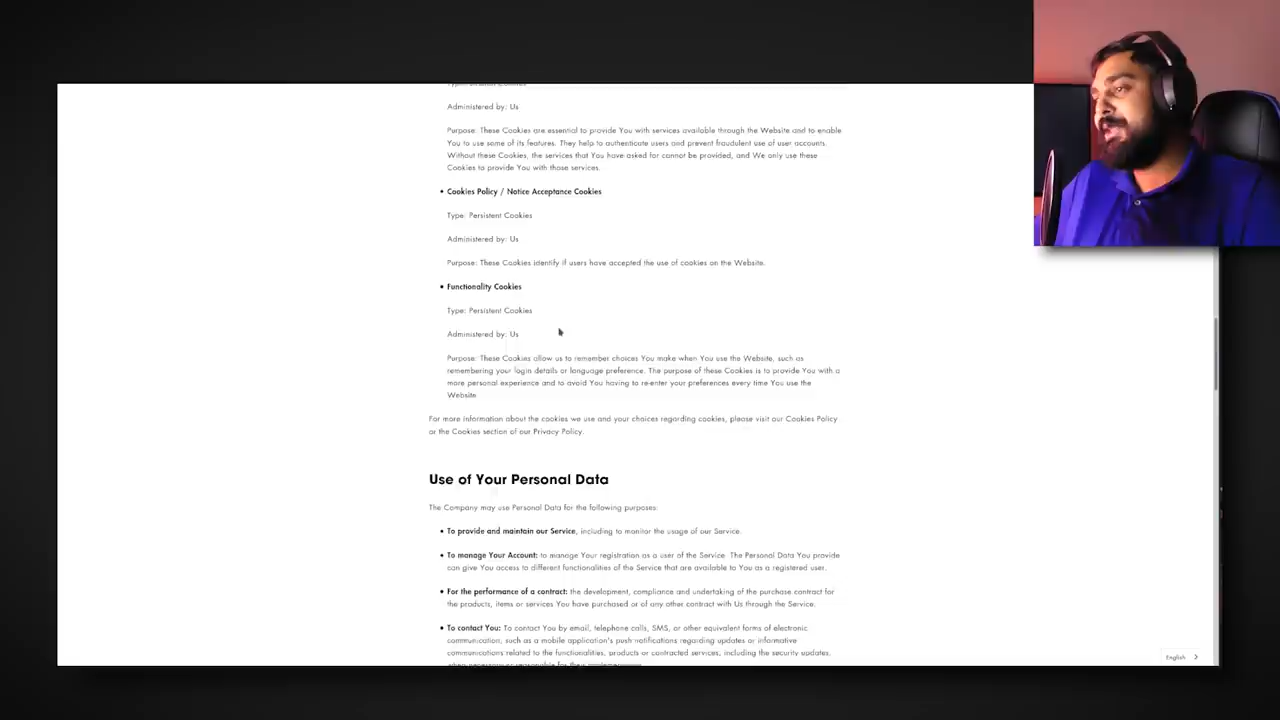 Administered by: Us
Purpose: These Cookies are essential to provide You with services available through the Website and to enable
You to use some of its features. They help to authenticate users and prevent fraudulent use of user accounts.
Without these Cookies, the services that You have asked for cannot be provided, and We only use these
Cookies to provide You with those services.
• Cookies Policy / Notice Acceptance Cookies
Type: Persistent Cookies
Administered by: Us
Purpose: These Cookies identify if users have accepted the use of cookies on the Website.
• Functionality Cookies
Type: Persistent Cookies
Administered by: Us
Purpose: These Cookies allow us to remember choices You make when You use the Website, such as
remembering your login details or language preference. The purpose of these Cookies is to provide You with a
more personal experience and to avoid You having to re-enter your preferences every time You use the
Website.
For more information about the cookies we use and your choices regarding cookies, please visit our Cookies Policy
or the Cookies section of our Privacy Policy.
Use of Your Personal Data
The Company may use Personal Data for the following purposes:
• To provide and maintain our Service, including to monitor the usage of our Service.
• To manage Your Account: to manage Your registration as a user of the Service. The Personal Data You provide
can give You access to different functionalities of the Service that are available to You as a registered user.
• For the performance of a contract: the development, compliance and undertaking of the purchase contract for
the products, items or services You have purchased or of any other contract with Us through the Service.
• To contact You: To contact You by email, telephone calls, SMS, or other equivalent forms of electronic
communication, such as a mobile application's push notifications regarding updates or informative
communications related to the functionalities, products or contracted services, including the security updates,
when necessary or reasonable for their
English